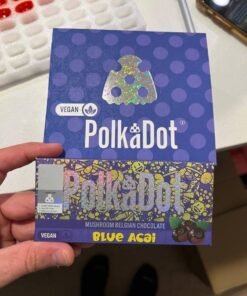 VEGAN
PolkaDot®
PolkaDot
MUSHROOM BELGIAN CHOCOLATE
VEGAN
BLUE ACAI